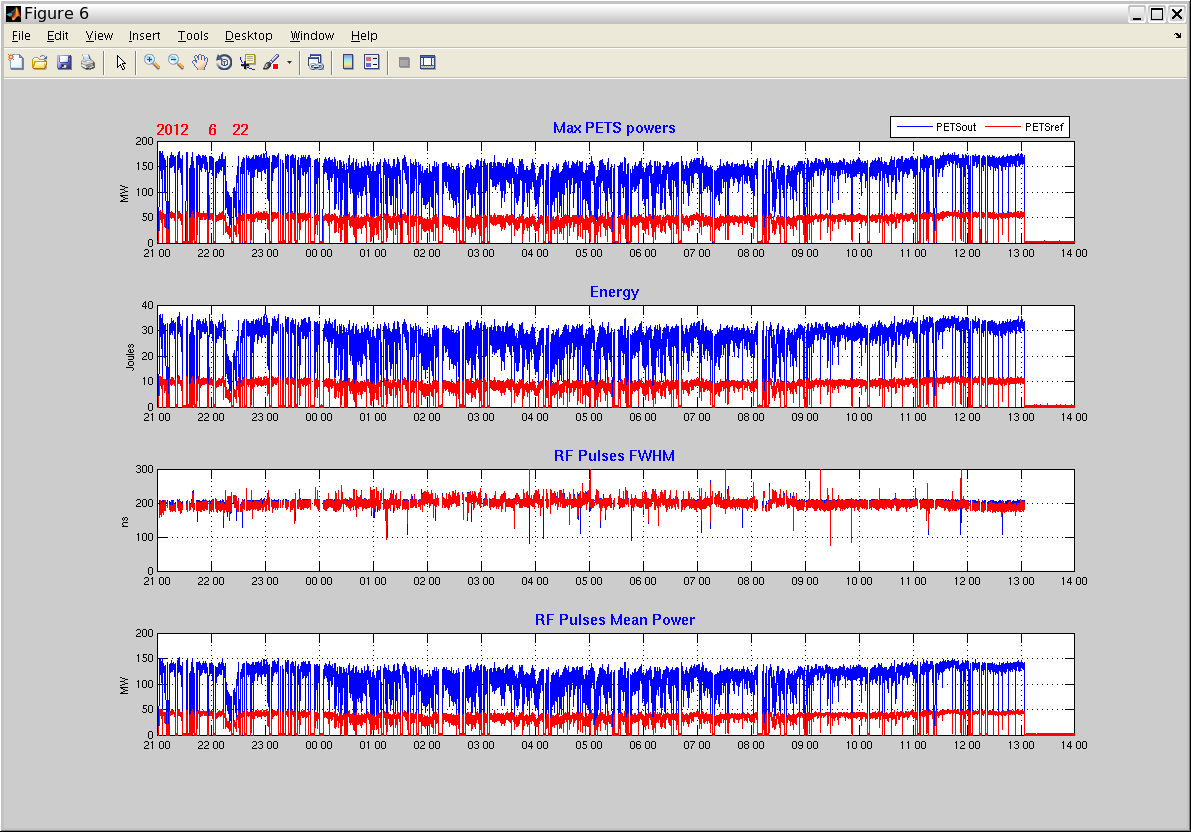 Figure 6
File Edit View Insert Tools Desktop Window Help
2012 6 22
Max PETS powers
PETSout PETSref
200
150
100
50
0
MW
21 00 22 00 23 00 00 00 01 00 02 00 03 00 04 00 05 00 06 00 07 00 08 00 09 00 10 00 11 00 12 00 13 00 14 00
Energy
40
30
20
10
0
Joules
21 00 22 00 23 00 00 00 01 00 02 00 03 00 04 00 05 00 06 00 07 00 08 00 09 00 10 00 11 00 12 00 13 00 14 00
RF Pulses FWHM
300
200
100
0
ns
21 00 22 00 23 00 00 00 01 00 02 00 03 00 04 00 05 00 06 00 07 00 08 00 09 00 10 00 11 00 12 00 13 00 14 00
RF Pulses Mean Power
200
150
100
50
0
MW
21 00 22 00 23 00 00 00 01 00 02 00 03 00 04 00 05 00 06 00 07 00 08 00 09 00 10 00 11 00 12 00 13 00 14 00